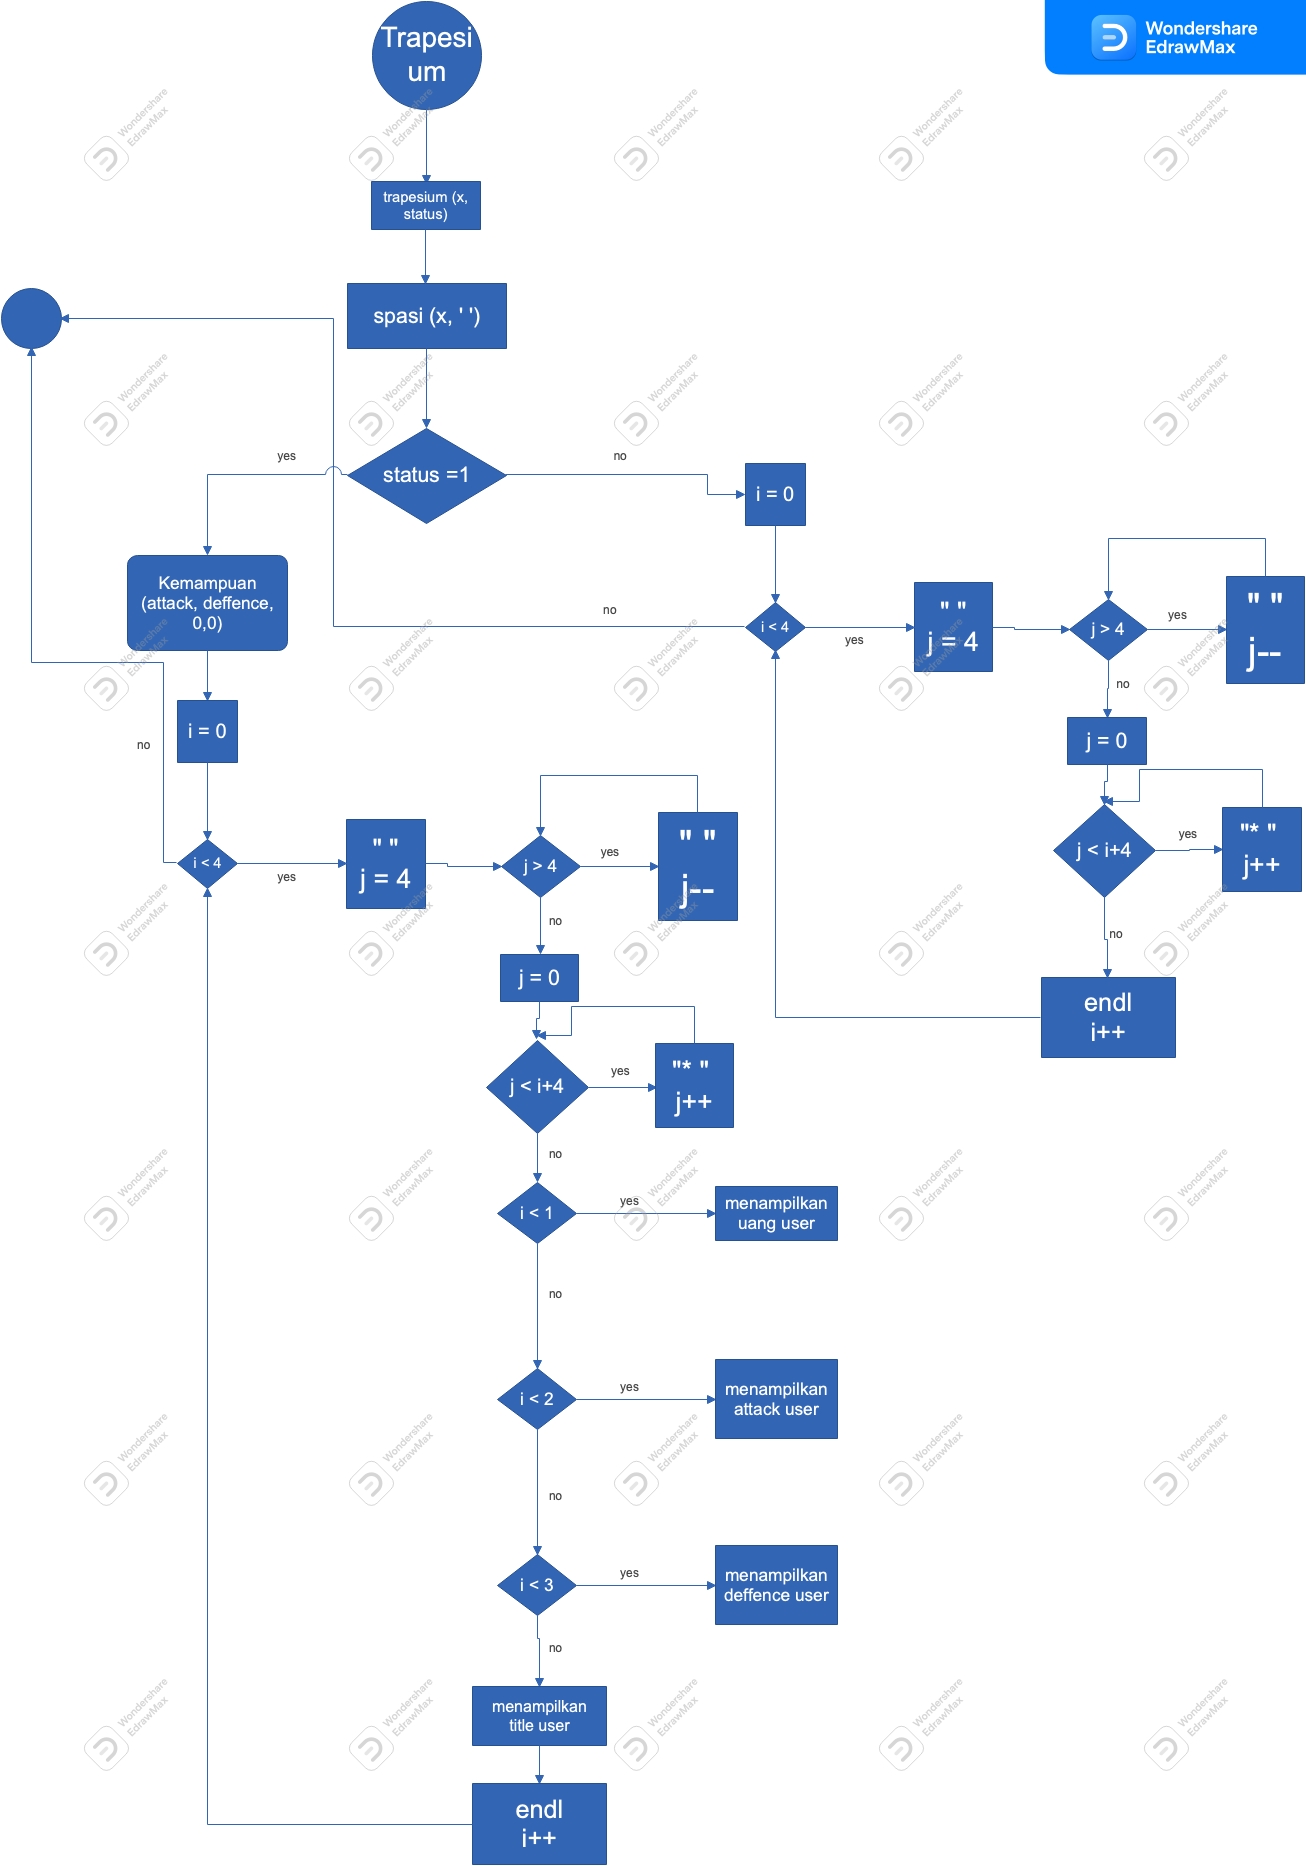 Trapesi
um
Wondershare
EdrawMax
trapesium (x,
status)
spasi (x, ' ')
status =1
yes
no
i = 0
Kemampuan
(attack, deffence,
0,0)
no
i < 4
yes
" "
j = 4
j > 4
yes
" "
j--
no
j = 0
j < i+4
yes
"* "
j++
no
endl
i++
i = 0
no
i < 4
yes
" "
j = 4
j > 4
yes
" "
j--
no
j = 0
j < i+4
yes
"* "
j++
no
i < 1
yes
menampilkan
uang user
no
i < 2
yes
menampilkan
attack user
no
i < 3
yes
menampilkan
deffence user
no
menampilkan
title user
endl
i++